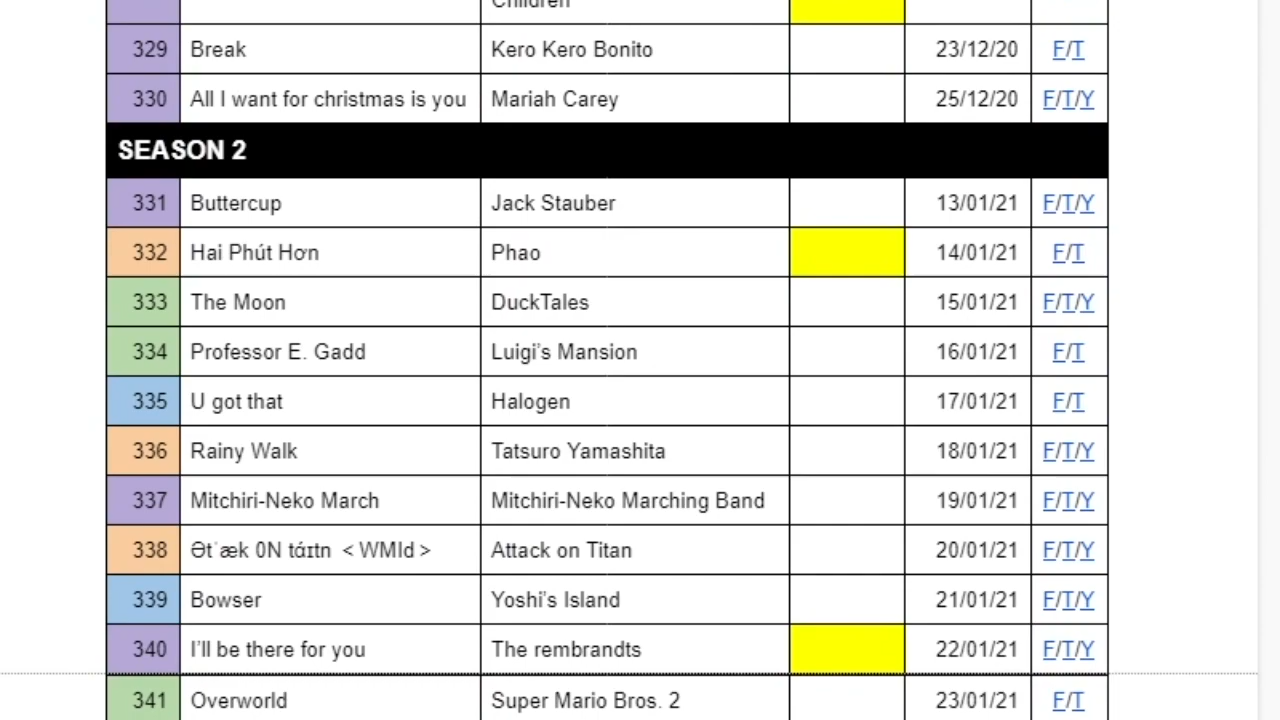 Children
329 Break Kero Kero Bonito 23/12/20 F/T
330 All I want for christmas is you Mariah Carey 25/12/20 F/T/Y
SEASON 2
331 Buttercup Jack Stauber 13/01/21 F/T/Y
332 Hai Phút Hơn Phao 14/01/21 F/T
333 The Moon DuckTales 15/01/21 F/T/Y
334 Professor E. Gadd Luigi's Mansion 16/01/21 F/T
335 U got that Halogen 17/01/21 F/T
336 Rainy Walk Tatsuro Yamashita 18/01/21 F/T/Y
337 Mitchiri-Neko March Mitchiri-Neko Marching Band 19/01/21 F/T/Y
338 Ətˈæk 0N tάɪtn <WMId> Attack on Titan 20/01/21 F/T/Y
339 Bowser Yoshi's Island 21/01/21 F/T/Y
340 I'll be there for you The rembrandts 22/01/21 F/T/Y
341 Overworld Super Mario Bros. 2 23/01/21 F/T